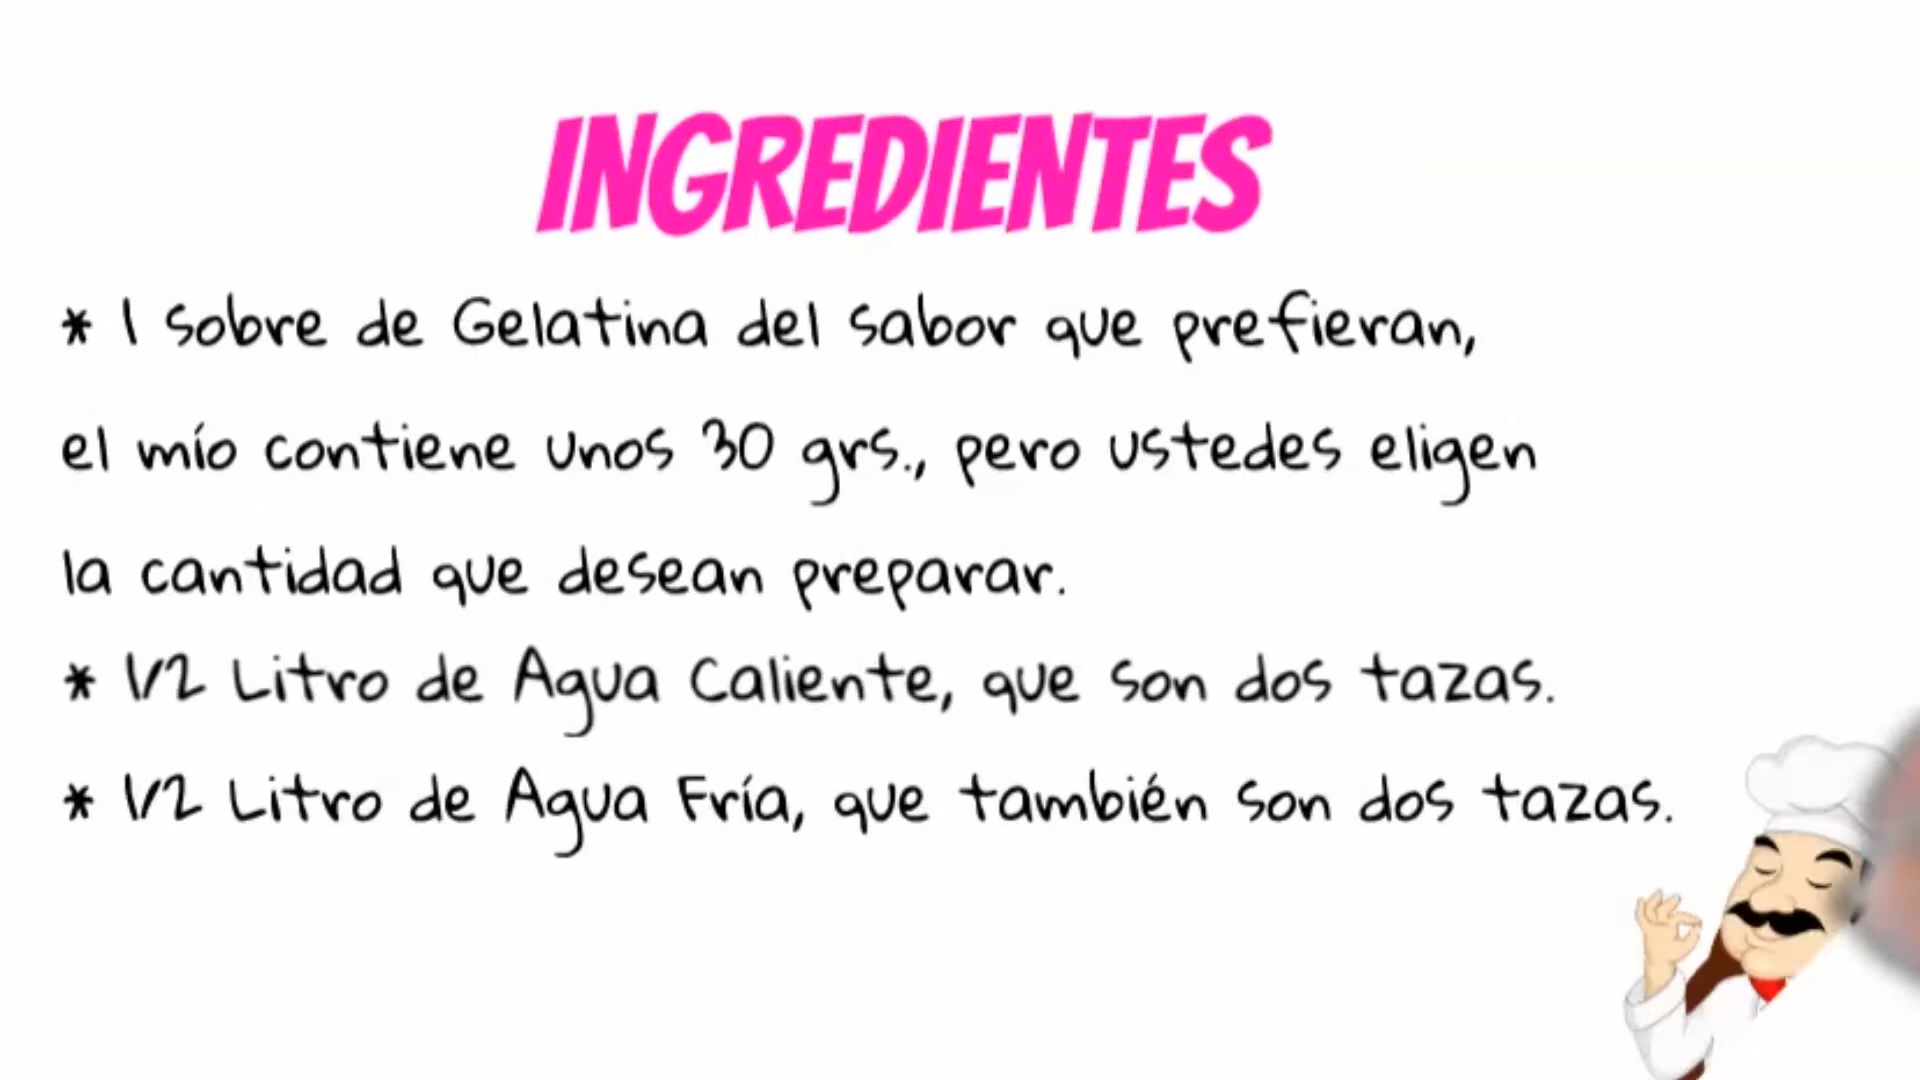 INGREDIENTES
* 1 Sobre de Gelatina del sabor que prefieran,
el mío contiene unos 30 grs., pero ustedes eligen
la cantidad que desean preparar.
* 1/2 Litro de Agua Caliente, que son dos tazas.
* 1/2 Litro de Agua Fría, que también son dos tazas.